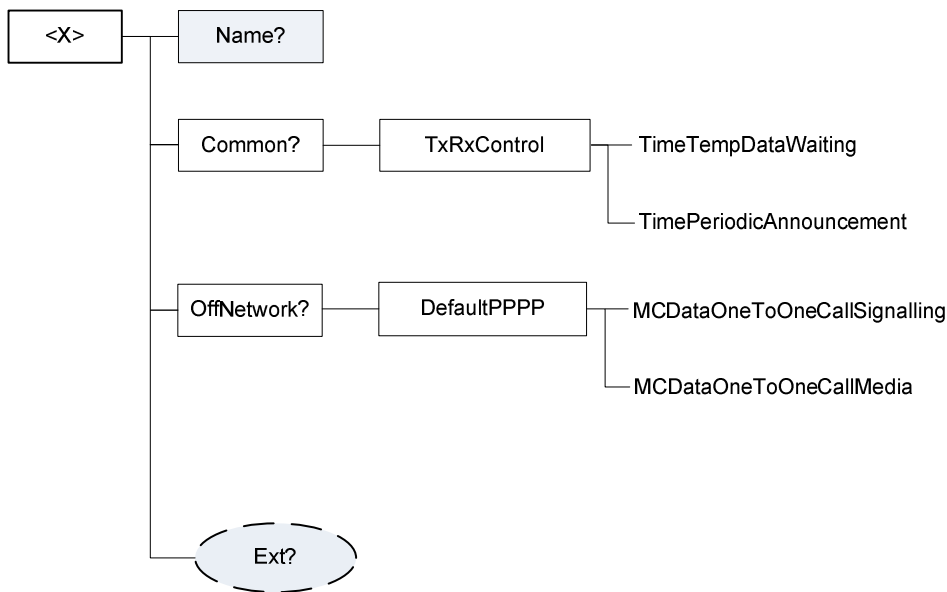 <X>
Name?
Common?
TxRxControl
TimeTempDataWaiting
TimePeriodicAnnouncement
OffNetwork?
DefaultPPPP
MCDataOneToOneCallSignalling
MCDataOneToOneCallMedia
Ext?